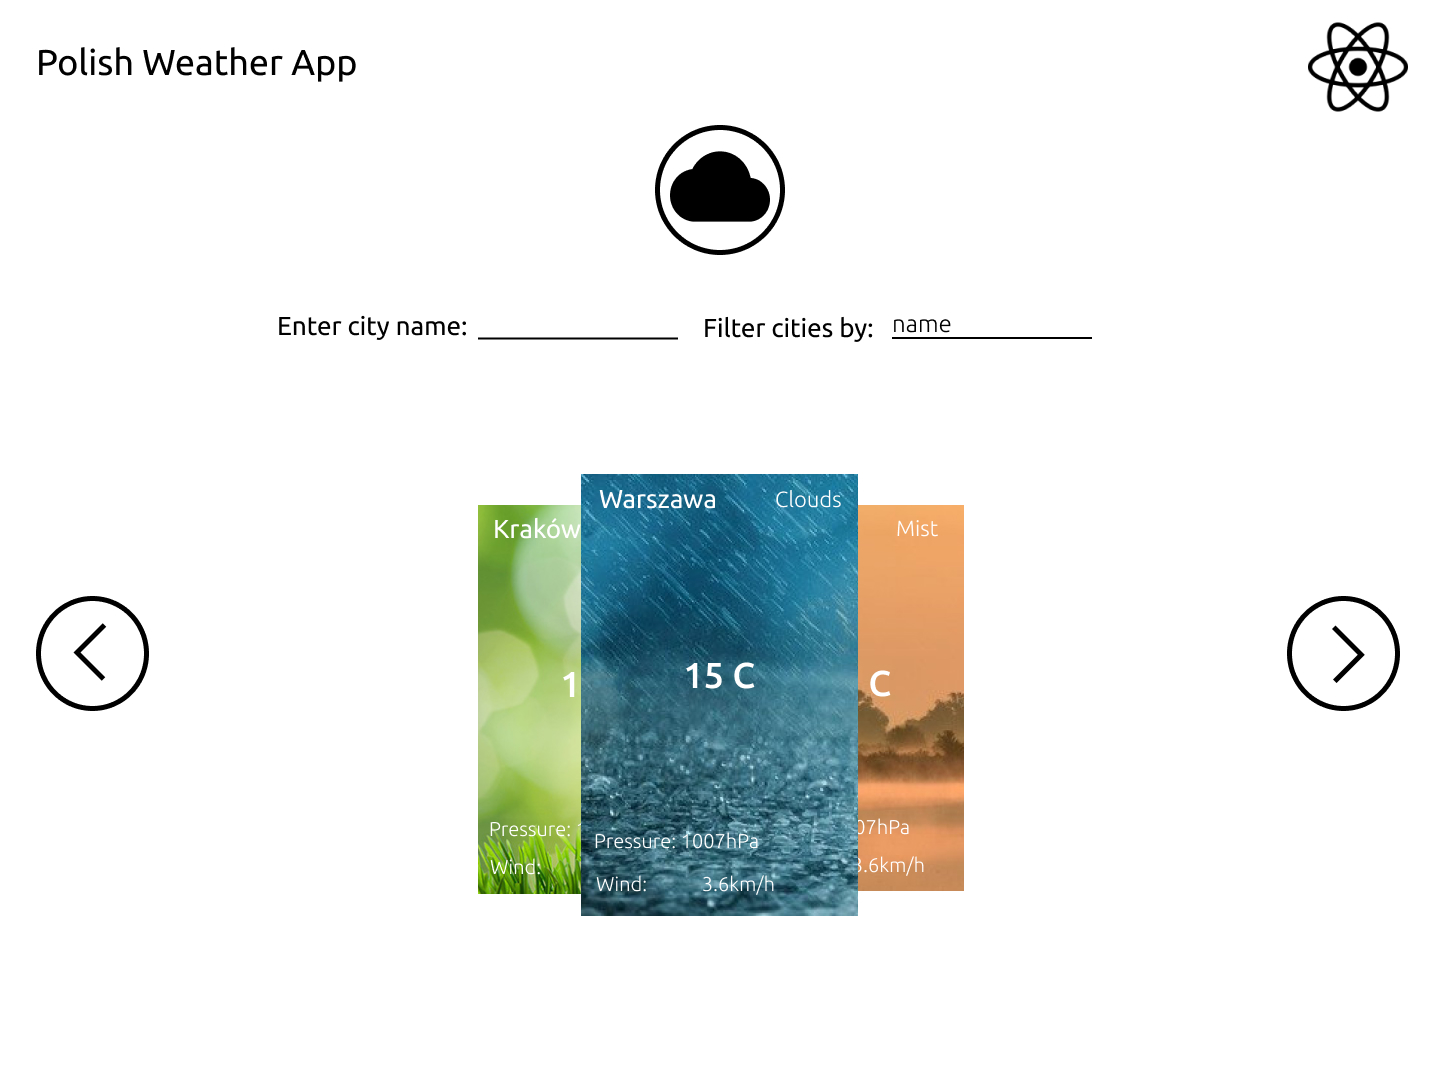 Polish Weather App
Enter city name:
Filter cities by: name
Kraków
1
Pressure:
Wind:
Warszawa Clouds
15 C
Pressure: 1007hPa
Wind: 3.6km/h
Mist
C
07hPa
3.6km/h